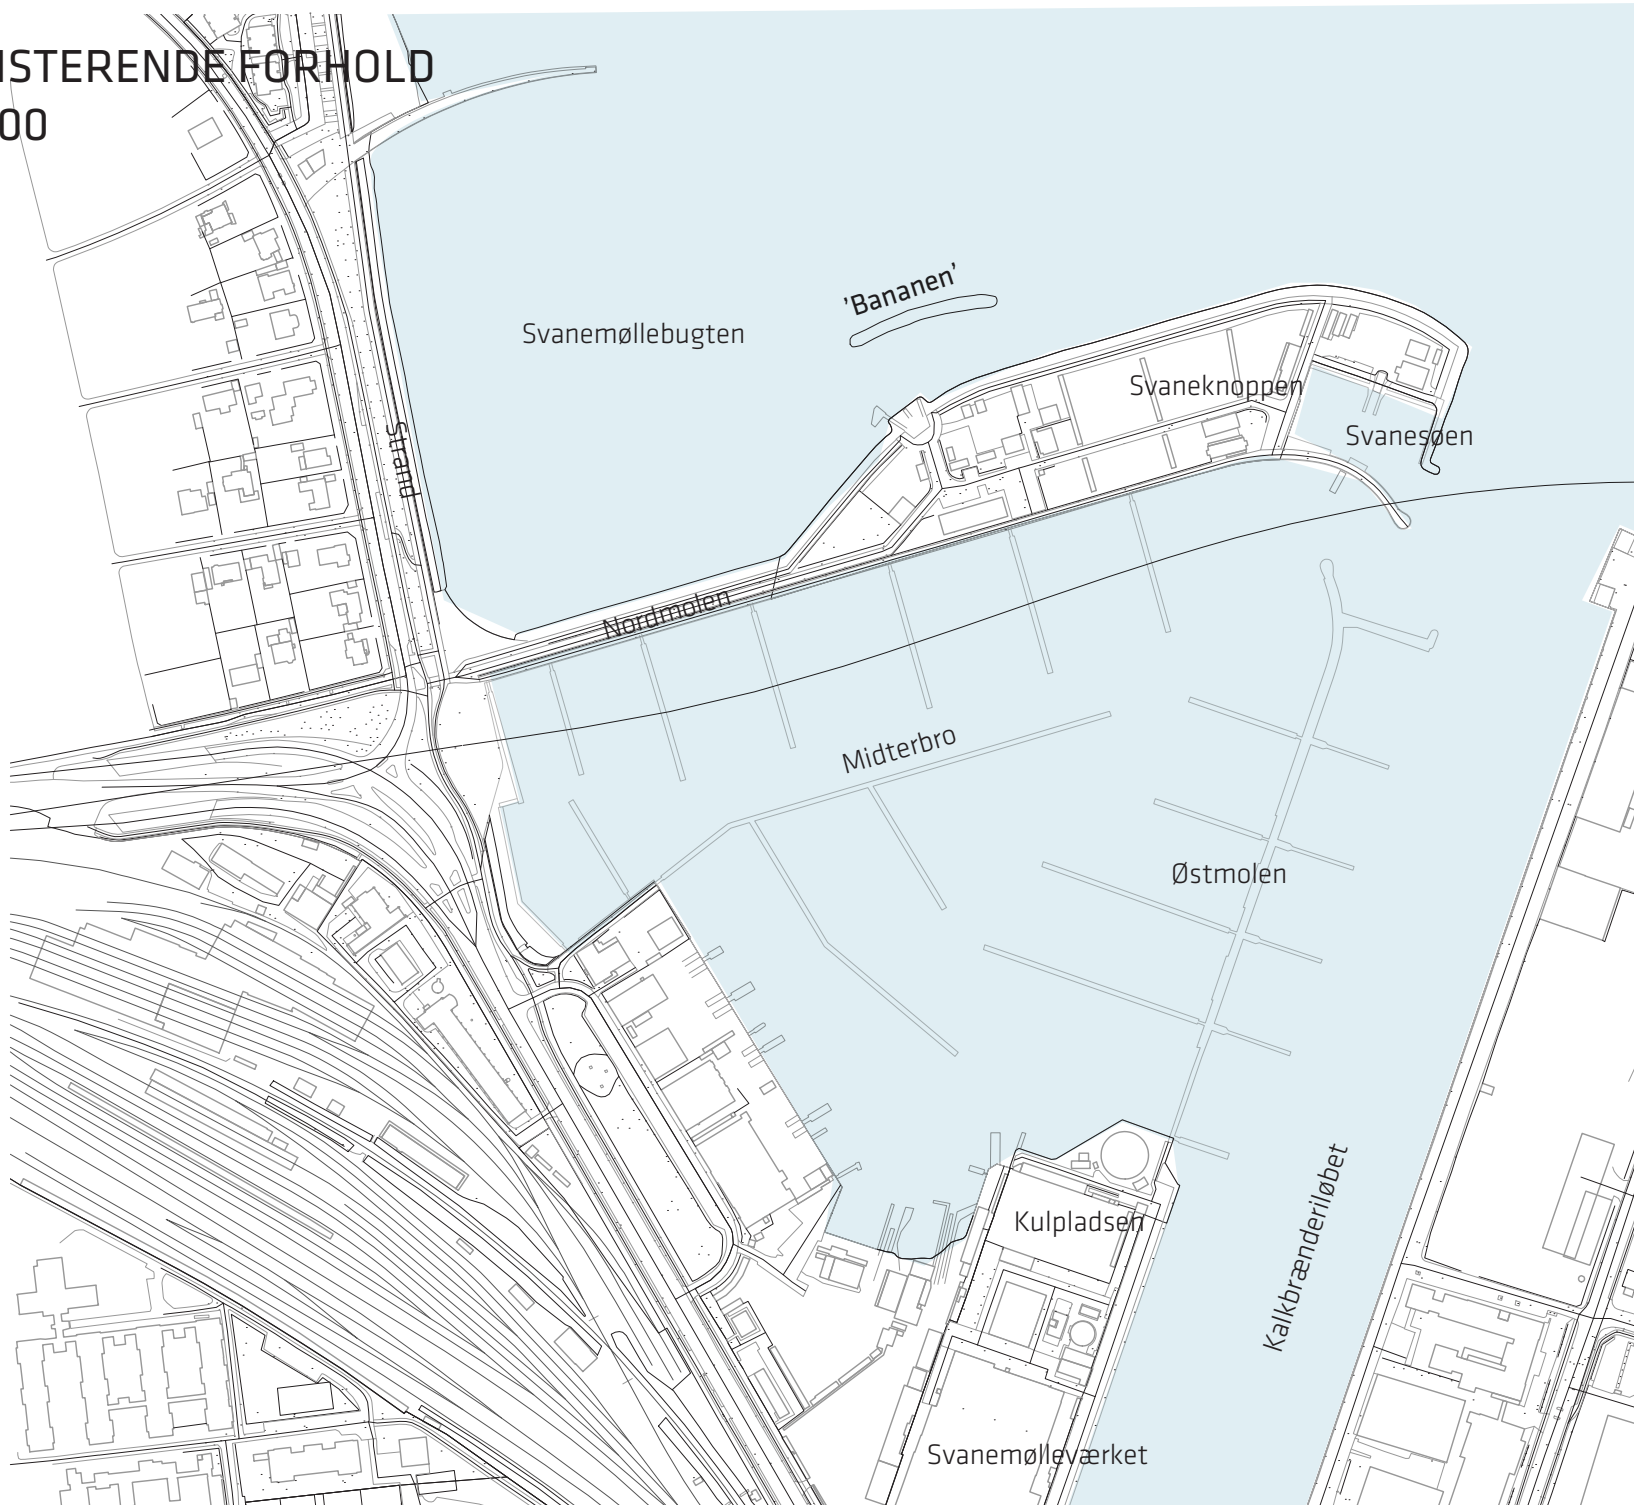 ISTERENDE FORHOLD
00
'Bananen'
Svanemøllebugten
Svaneknoppen
Svanesøen
Strand
Nordmolen
Midterbro
Østmolen
Kulpladsen
Kalkbrænderiløbet
Svanemølleværket